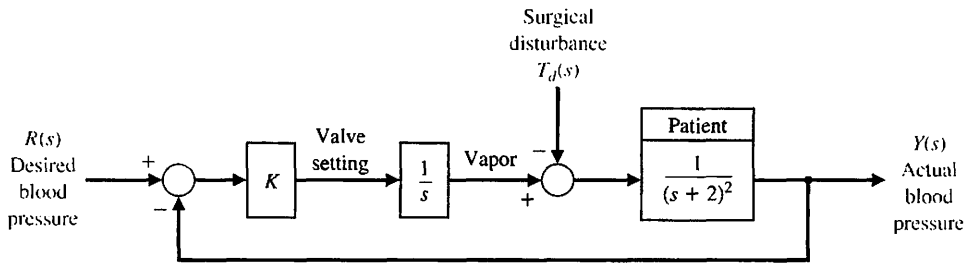 Surgical
disturbance
T_d(s)
R(s)
Desired
blood
pressure
+
−
K
Valve
setting
1
s
Vapor
−
+
Patient
1
(s + 2)²
Y(s)
Actual
blood
pressure